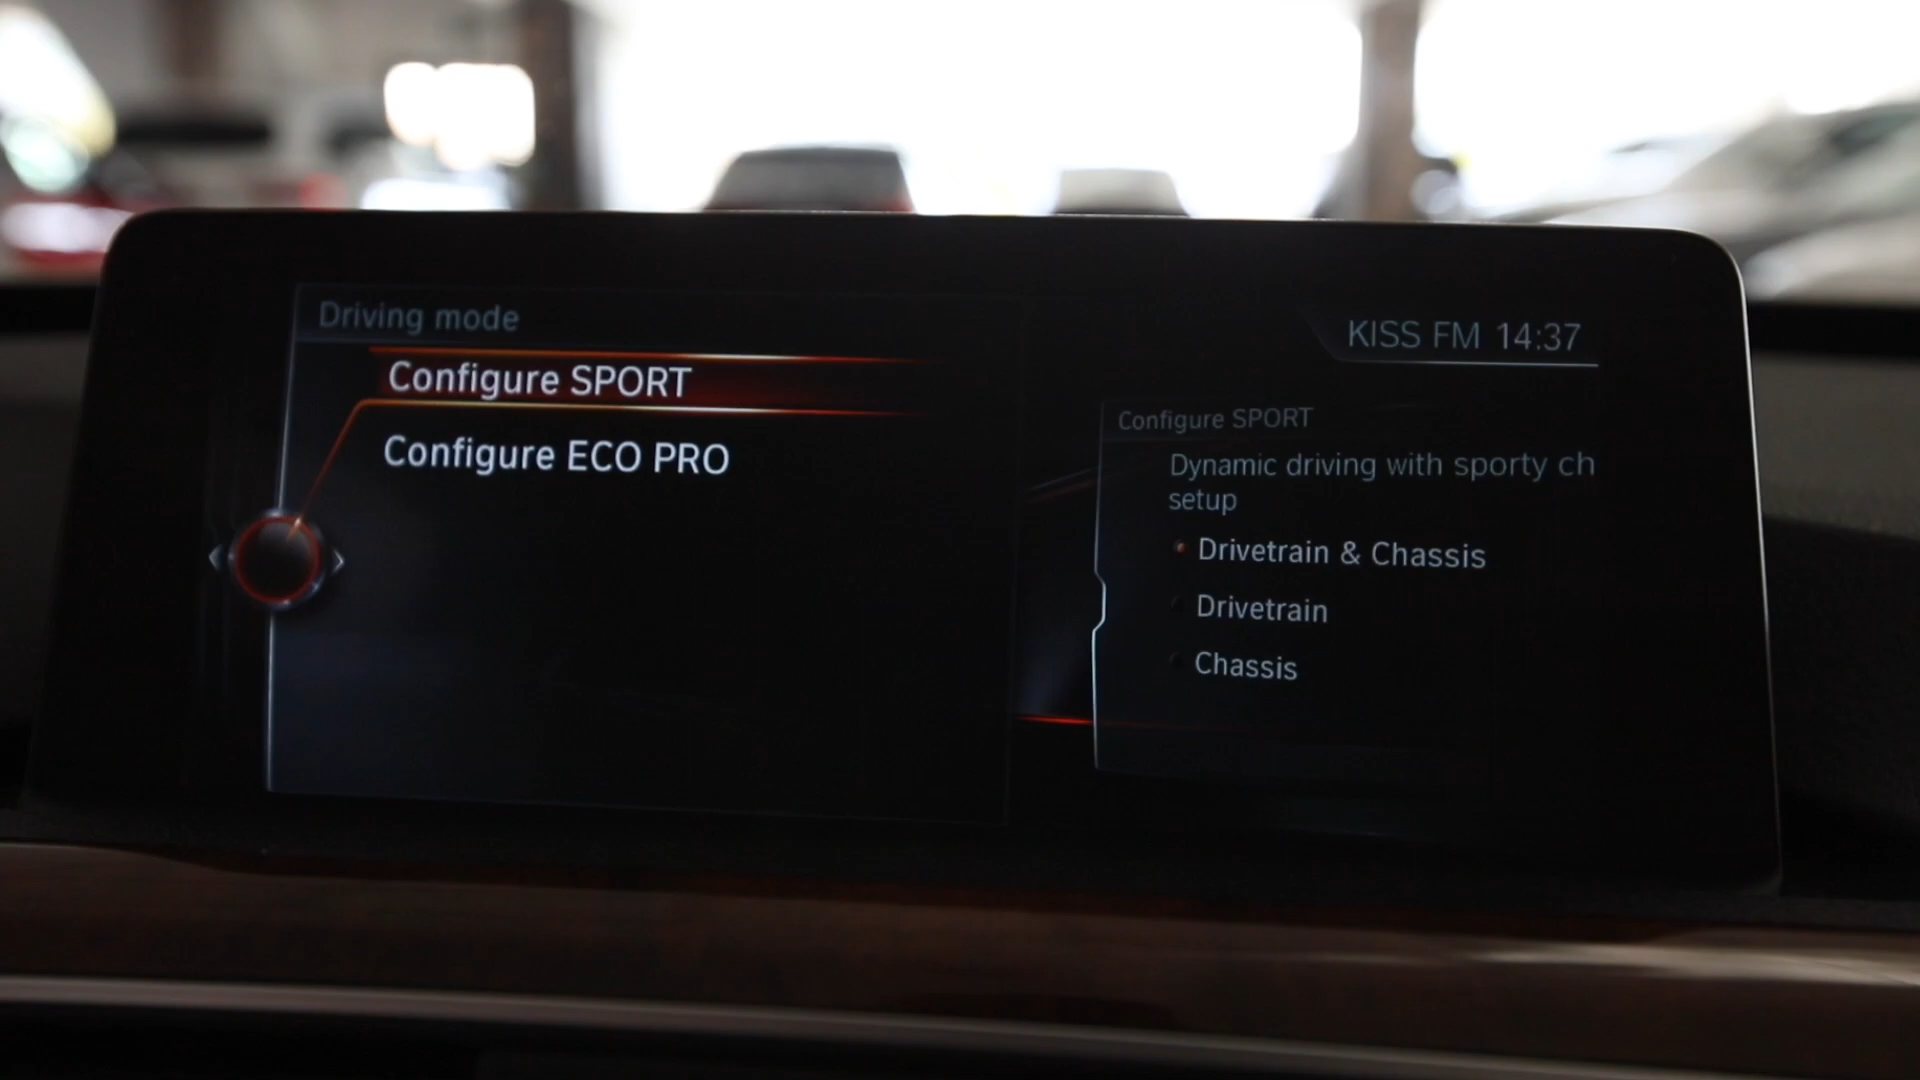 Driving mode
Configure SPORT
Configure ECO PRO
KISS FM 14:37
Configure SPORT
Dynamic driving with sporty ch
setup
Drivetrain & Chassis
Drivetrain
Chassis